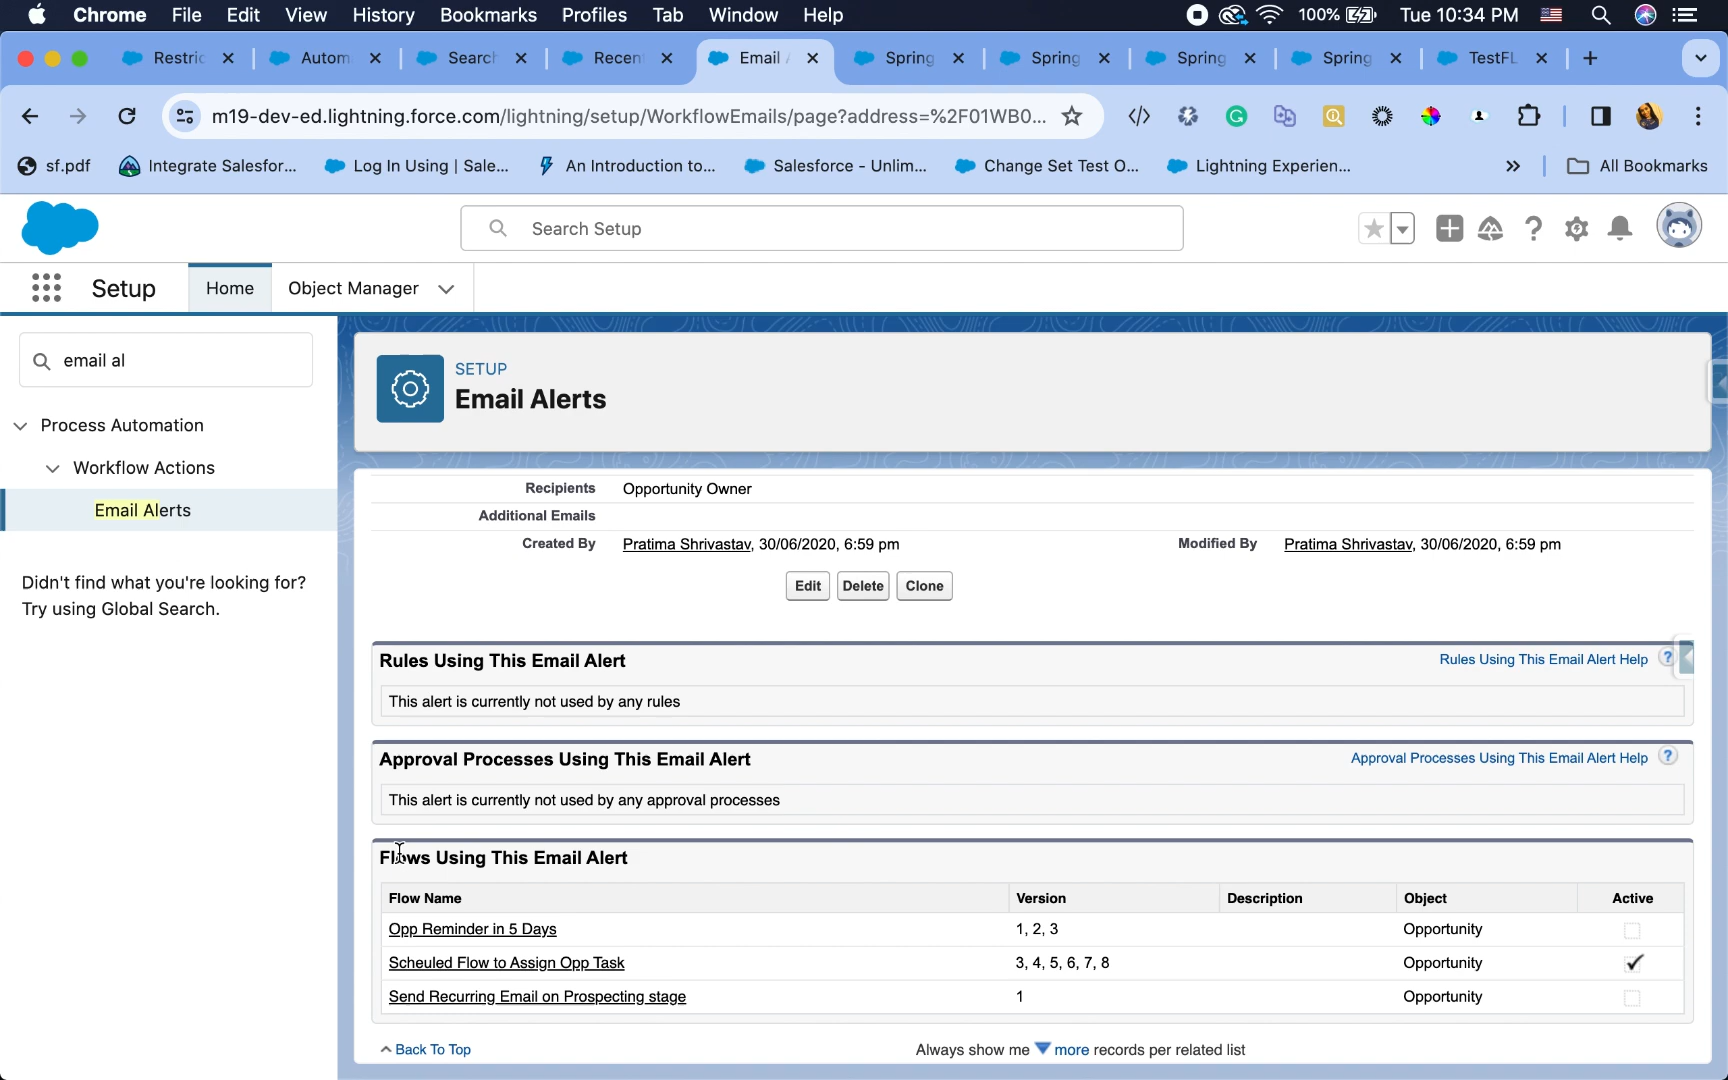 Chrome File Edit View History Bookmarks Profiles Tab Window Help 100% Tue 10:34 PM
Restric Autom Search Recen Email A Spring Spring Spring Spring TestFL
m19-dev-ed.lightning.force.com/lightning/setup/WorkflowEmails/page?address=%2F01WB0...
sf.pdf Integrate Salesfor... Log In Using | Sale... An Introduction to... Salesforce - Unlim... Change Set Test O... Lightning Experien... » All Bookmarks
Search Setup
Setup Home Object Manager
email al
Process Automation
Workflow Actions
Email Alerts
Didn't find what you're looking for?
Try using Global Search.
SETUP
Email Alerts
Recipients Opportunity Owner
Additional Emails
Created By Pratima Shrivastav, 30/06/2020, 6:59 pm Modified By Pratima Shrivastav, 30/06/2020, 6:59 pm
Edit Delete Clone
Rules Using This Email Alert Rules Using This Email Alert Help ?
This alert is currently not used by any rules
Approval Processes Using This Email Alert Approval Processes Using This Email Alert Help ?
This alert is currently not used by any approval processes
Flows Using This Email Alert
Flow Name Version Description Object Active
Opp Reminder in 5 Days 1, 2, 3 Opportunity
Scheuled Flow to Assign Opp Task 3, 4, 5, 6, 7, 8 Opportunity
Send Recurring Email on Prospecting stage 1 Opportunity
Back To Top Always show me more records per related list